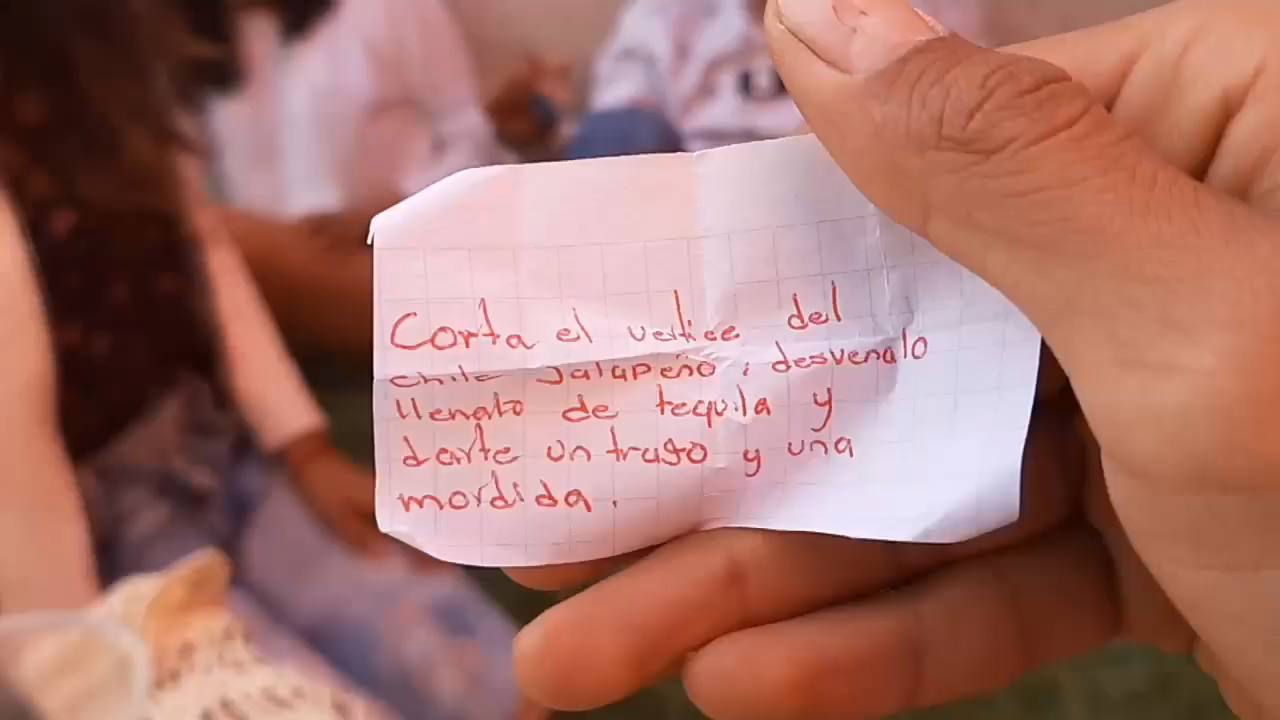 Corta el vertice del
chile Jalapeño, desvenalo
llenalo de tequila y
darte un trago y una
mordida.